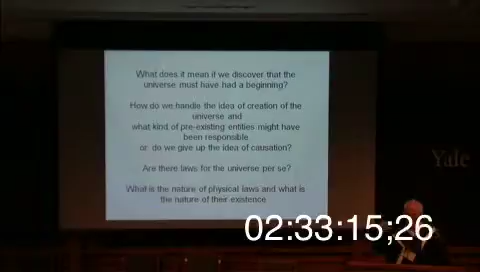 What does it mean if we discover that the
universe must have had a beginning?
How do we handle the idea of creation of the
universe and
what kind of pre-existing entities might have
been responsible
or do we give up the idea of causation?
Are there laws for the universe per se?
What is the nature of physical laws and what is
the nature of their existence
Yale
02:33:15;26